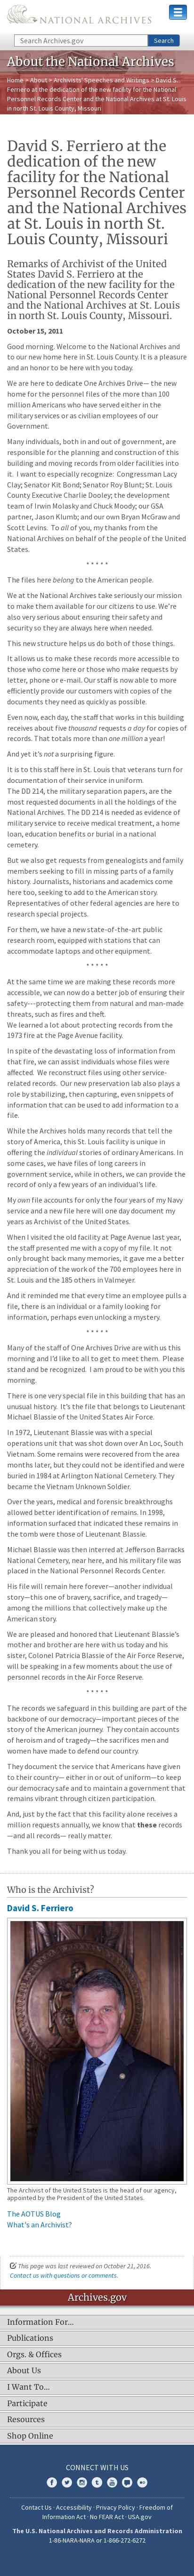 NATIONAL ARCHIVES
Search Archives.gov
Search
About the National Archives
Home > About > Archivists' Speeches and Writings > David S.
Ferriero at the dedication of the new facility for the National
Personnel Records Center and the National Archives at St. Louis
in north St. Louis County, Missouri
David S. Ferriero at the
dedication of the new
facility for the National
Personnel Records Center
and the National Archives
at St. Louis in north St.
Louis County, Missouri
Remarks of Archivist of the United
States David S. Ferriero at the
dedication of the new facility for the
National Personnel Records Center
and the National Archives at St. Louis
in north St. Louis County, Missouri.
October 15, 2011
Good morning. Welcome to the National Archives and
to our new home here in St. Louis County. It is a pleasure
and an honor to be here with you today.
We are here to dedicate One Archives Drive— the new
home for the personnel files of more than 100
million Americans who have served either in the
military services or as civilian employees of our
Government.
Many individuals, both in and out of government, are
responsible for the planning and construction of this
building and moving records from older facilities into
it.  I want to especially recognize:  Congressman Lacy
Clay; Senator Kit Bond; Senator Roy Blunt; St. Louis
County Executive Charlie Dooley; the development
team of Irwin Molasky and Chuck Moody; our GSA
partner, Jason Klumb; and our own Bryan McGraw and
Scott Levins.  To all of you, my thanks from the
National Archives on behalf of the people of the United
States.
• • • • •
The files here belong to the American people.
We at the National Archives take seriously our mission
to make them available for our citizens to use. We're
also very serious about ensuring the safety and
security of they who are always here when needed.
This new structure helps us do both of those things.
It allows us to make these records more accessible to
those who come here, or contact us by letter, fax,
phone or e-mail. Our staff is now able to more
efficiently provide our customers copies of the
documents they need as quickly as possible.
Even now, each day, the staff that works in this building
receives about five thousand requests a day for copies of
records. That totals more than one million a year!
And yet it's not a surprising figure.
It is to this staff here in St. Louis that veterans turn for
documentation of their service in uniform.
The DD 214, the military separation papers, are the
most requested documents in all the holdings of the
National Archives. The DD 214 is needed as evidence of
military service to receive medical treatment, a home
loan, education benefits or burial in a national
cemetery.
But we also get requests from genealogists and family
members seeking to fill in missing parts of a family
history. Journalists, historians and academics come
here too, seeking to add to the American story.
Representatives of other federal agencies are here to
research special projects.
For them, we have a new state-of-the-art public
research room, equipped with stations that can
accommodate laptops and other equipment.
• • • • •
At the same time we are making these records more
accessible, we can now do a better job of ensuring their
safety---protecting them from natural and man-made
threats, such as fires and theft.
We learned a lot about protecting records from the
1973 fire at the Page Avenue facility.
In spite of the devastating loss of information from
that fire, we can assist individuals whose files were
affected.  We reconstruct files using other service-
related records.  Our new preservation lab also plays a
role by stabilizing, then capturing, even snippets of
information that can be used to add information to a
file.
While the Archives holds many records that tell the
story of America, this St. Louis facility is unique in
offering the individual stories of ordinary Americans. In
some cases, we have files of long careers in
government service, while in others, we can provide the
record of only a few years of an individual's life.
My own file accounts for only the four years of my Navy
service and a new file here will one day document my
years as Archivist of the United States.
When I visited the old facility at Page Avenue last year,
the staff presented me with a copy of my file. It not
only brought back many memories, it gave me a better
appreciation of the work of the 700 employees here in
St. Louis and the 185 others in Valmeyer.
And it reminded me that every time an employee pulls a
file, there is an individual or a family looking for
information, perhaps even unlocking a mystery.
• • • • •
Many of the staff of One Archives Drive are with us this
morning and I'd like to all to get to meet them.  Please
stand and be recognized.  I am proud to be with you this
morning.
There is one very special file in this building that has an
unusual history.  It's the file that belongs to Lieutenant
Michael Blassie of the United States Air Force.
In 1972, Lieutenant Blassie was with a special
operations unit that was shot down over An Loc, South
Vietnam. Some remains were recovered from the area
months later, but they could not be identified and were
buried in 1984 at Arlington National Cemetery. They
became the Vietnam Unknown Soldier.
Over the years, medical and forensic breakthroughs
allowed better identification of remains. In 1998,
information surfaced that indicated that the remains in
the tomb were those of Lieutenant Blassie.
Michael Blassie was then interred at Jefferson Barracks
National Cemetery, near here, and his military file was
placed in the National Personnel Records Center.
His file will remain here forever—another individual
story—this one of bravery, sacrifice, and tragedy—
among the millions that collectively make up the
American story.
We are pleased and honored that Lieutenant Blassie's
mother and brother are here with us today and his
sister, Colonel Patricia Blassie of the Air Force Reserve,
will be speaking in a few moments about the use of
personnel records in the Air Force Reserve.
• • • • •
The records we safeguard in this building are part of the
backbone of our democracy—important pieces of the
story of the American journey.  They contain accounts
of heroism and of tragedy—and they are filled with
accounts of the sacrifices made so often by the men and
women who have made to defend our country.
They document the service that Americans have given
to their country— either in or out of uniform—to keep
our democracy safe and to maintain a government that
remains vibrant through citizen participation.
And, just by the fact that this facility alone receives a
million requests annually, we know that these records
—and all records— really matter.
Thank you all for being with us today.
Who is the Archivist?
David S. Ferriero
The Archivist of the United States is the head of our agency,
appointed by the President of the United States.
The AOTUS Blog
What's an Archivist?
This page was last reviewed on October 21, 2016.
Contact us with questions or comments.
Archives.gov
Information For…
Publications
Orgs. & Offices
About Us
I Want To…
Participate
Resources
Shop Online
CONNECT WITH US
Contact Us · Accessibility · Privacy Policy · Freedom of
Information Act · No FEAR Act · USA.gov
The U.S. National Archives and Records Administration
1-86-NARA-NARA or 1-866-272-6272